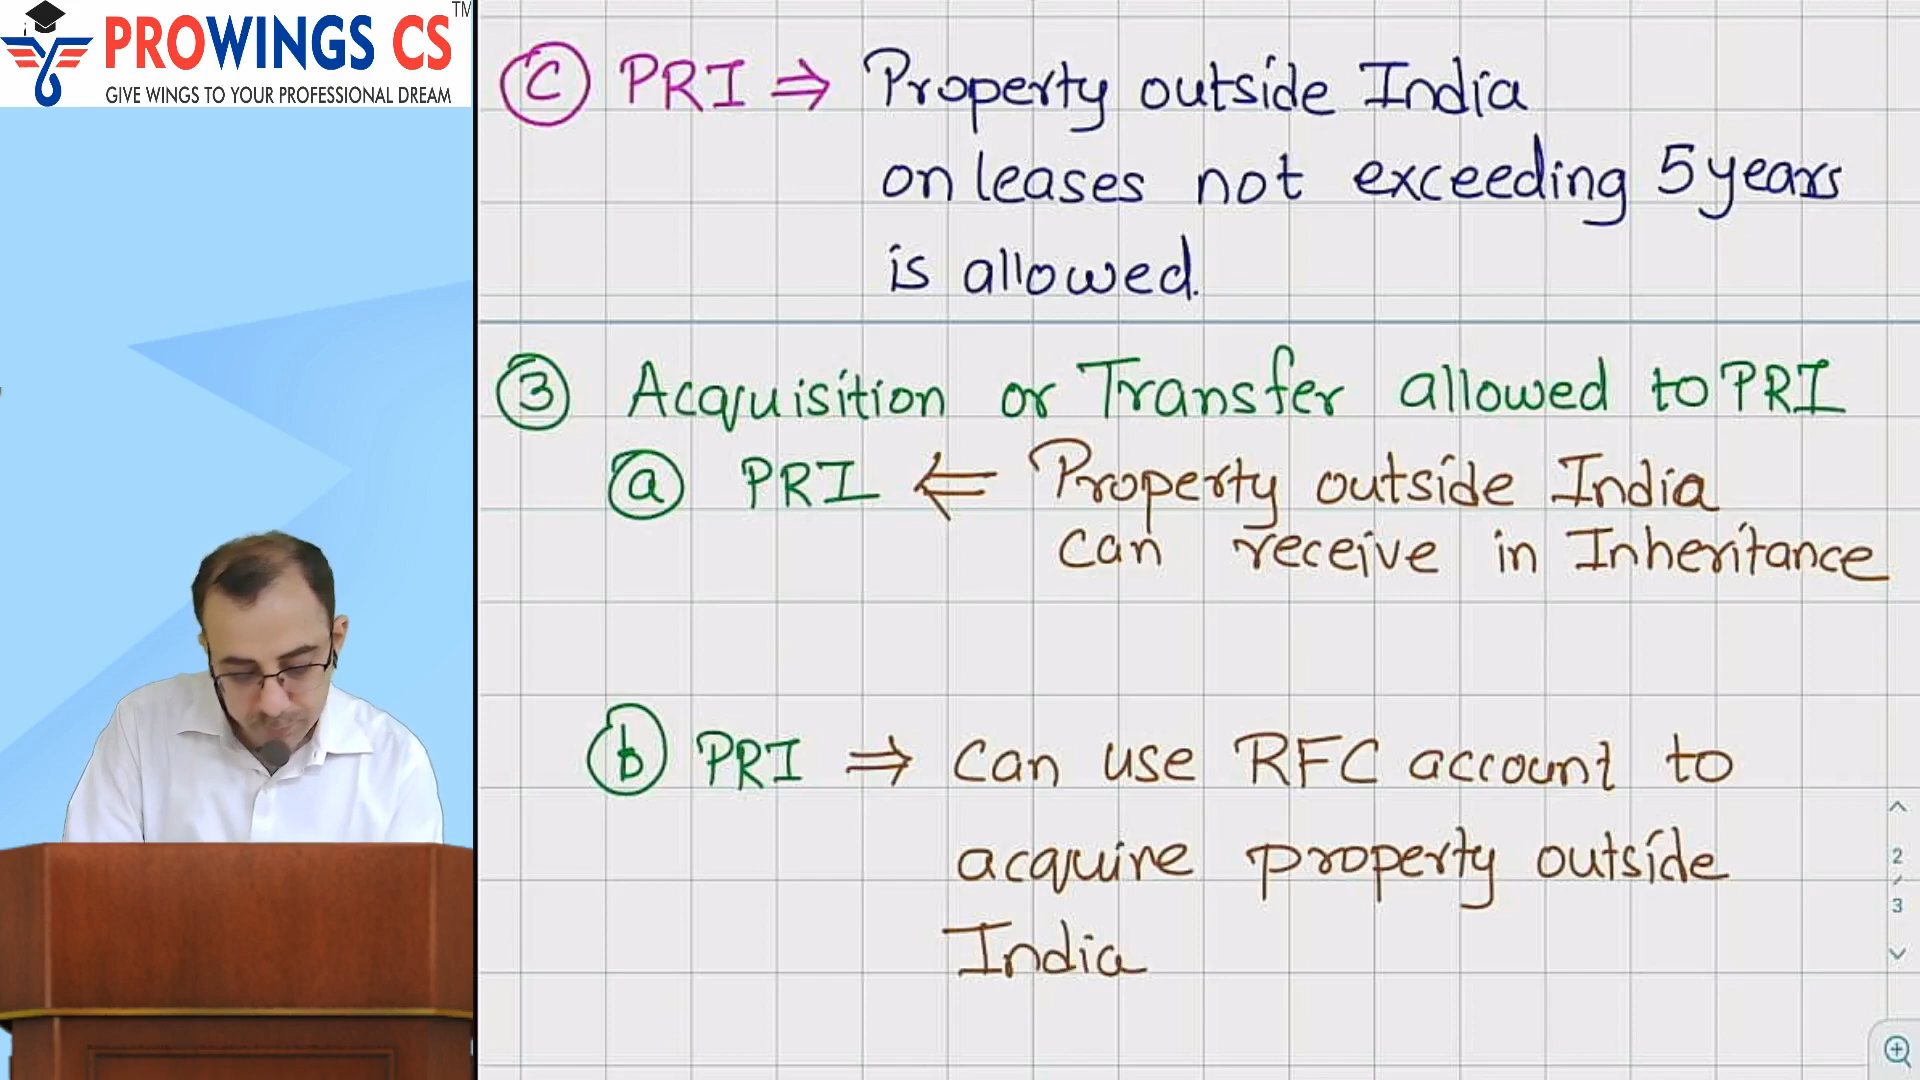 PROWINGS CS TM
GIVE WINGS TO YOUR PROFESSIONAL DREAM
C PRI ⇒ Property outside India
on leases not exceeding 5 years
is allowed.
3 Acquisition or Transfer allowed to PRI
a PRI ⇐ Property outside India
can receive in Inheritance
b PRI ⇒ can use RFC account to
acquire property outside
India
2
/
3